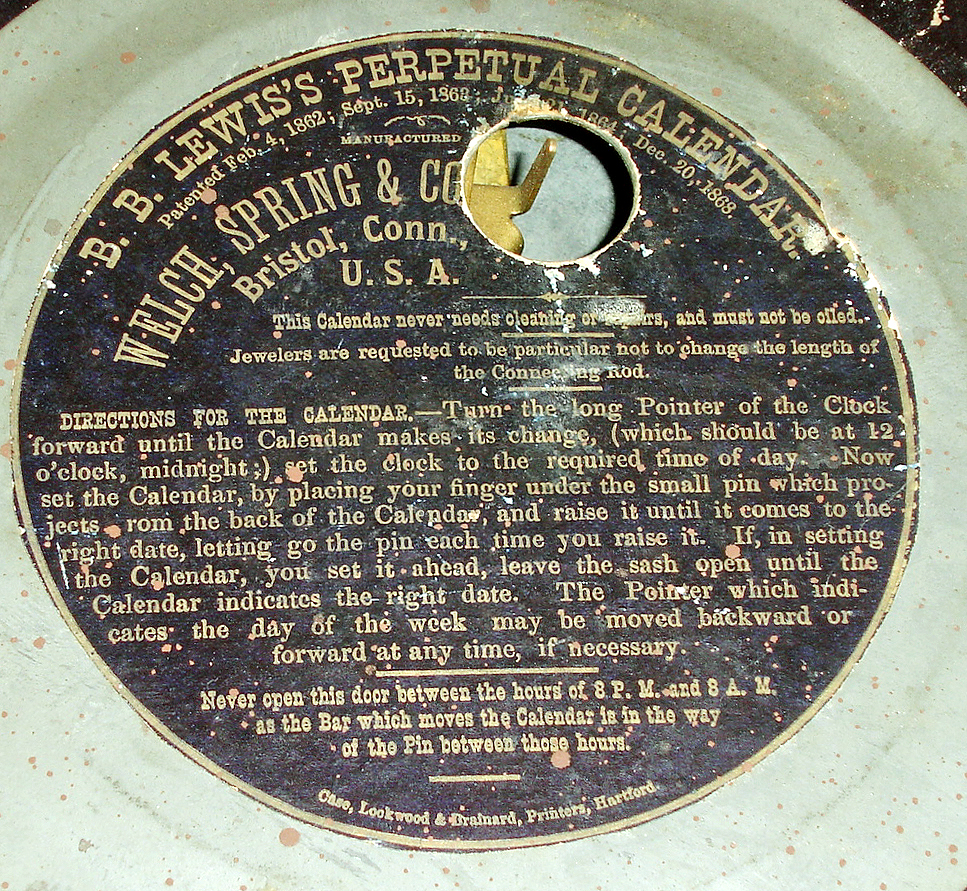 B. B. LEWIS'S PERPETUAL CALENDAR.
Patented Feb. 4, 1862; Sept. 15, 1863; 1864; Dec. 20, 1868.
MANUFACTURED
WELCH, SPRING & CO
Bristol, Conn.,
U. S. A.
This Calendar never needs cleaning or and must not be oiled.
Jewelers are requested to be particular not to change the length of
the Connecting Rod.
DIRECTIONS FOR THE CALENDAR.—Turn the long Pointer of the Clock
forward until the Calendar makes its change, (which should be at 12
o'clock, midnight;) set the clock to the required time of day. Now
set the Calendar, by placing your finger under the small pin which pro-
jects rom the back of the Calendar, and raise it until it comes to the
right date, letting go the pin each time you raise it. If, in setting
the Calendar, you set it ahead, leave the sash open until the
Calendar indicates the right date. The Pointer which indi-
cates the day of the week may be moved backward or
forward at any time, if necessary.
Never open this door between the hours of 8 P. M. and 8 A. M.
as the Bar which moves the Calendar is in the way
of the Pin between those hours.
Case, Lockwood & Brainard, Printers, Hartford.